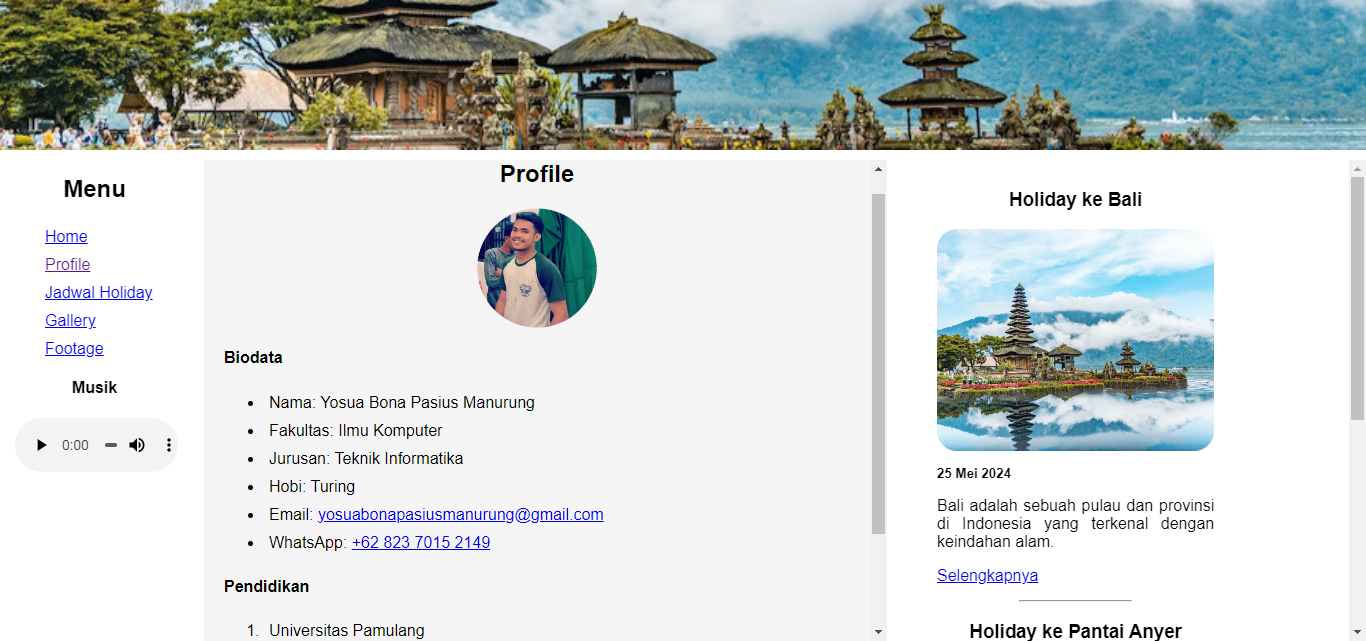 Menu
Home
Profile
Jadwal Holiday
Gallery
Footage
Musik
0:00
Profile
Biodata
Nama: Yosua Bona Pasius Manurung
Fakultas: Ilmu Komputer
Jurusan: Teknik Informatika
Hobi: Turing
Email: yosuabonapasiusmanurung@gmail.com
WhatsApp: +62 823 7015 2149
Pendidikan
1. Universitas Pamulang
Holiday ke Bali
25 Mei 2024
Bali adalah sebuah pulau dan provinsi
di Indonesia yang terkenal dengan
keindahan alam.
Selengkapnya
Holiday ke Pantai Anyer